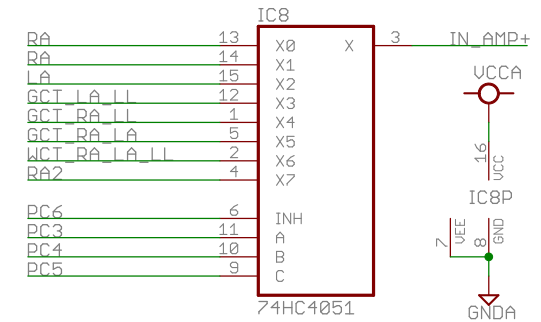 IC8
RA 13 X0 X 3 IN_AMP+
RA 14 X1
LA 15 X2
GCT_LA_LL 12 X3
GCT_RA_LL 1 X4
GCT_RA_LA 5 X5
WCT_RA_LA_LL 2 X6
RA2 4 X7
PC6 6 INH
PC3 11 A
PC4 10 B
PC5 9 C
74HC4051
VCCA
16 VCC
IC8P
7 VEE 8 GND
GNDA